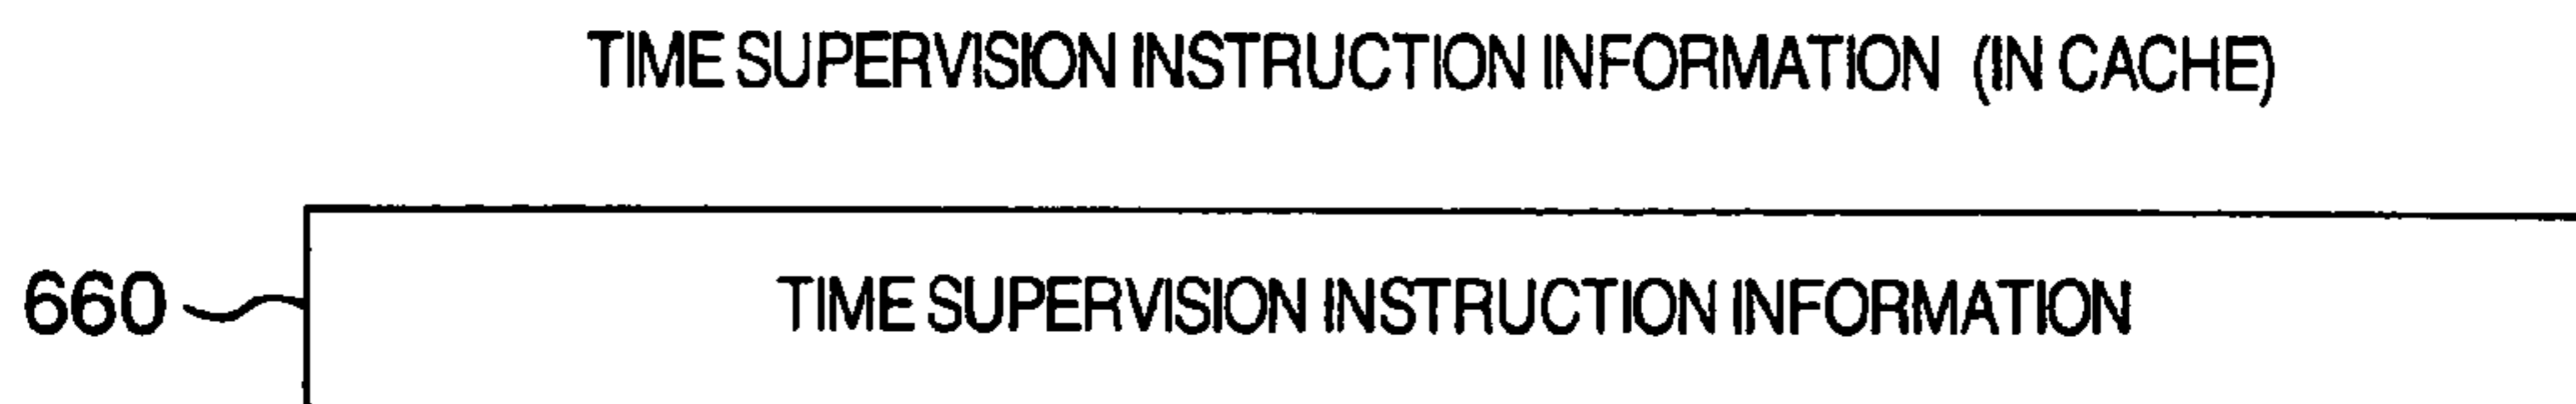 TIME SUPERVISION INSTRUCTION INFORMATION (IN CACHE)
660 TIME SUPERVISION INSTRUCTION INFORMATION